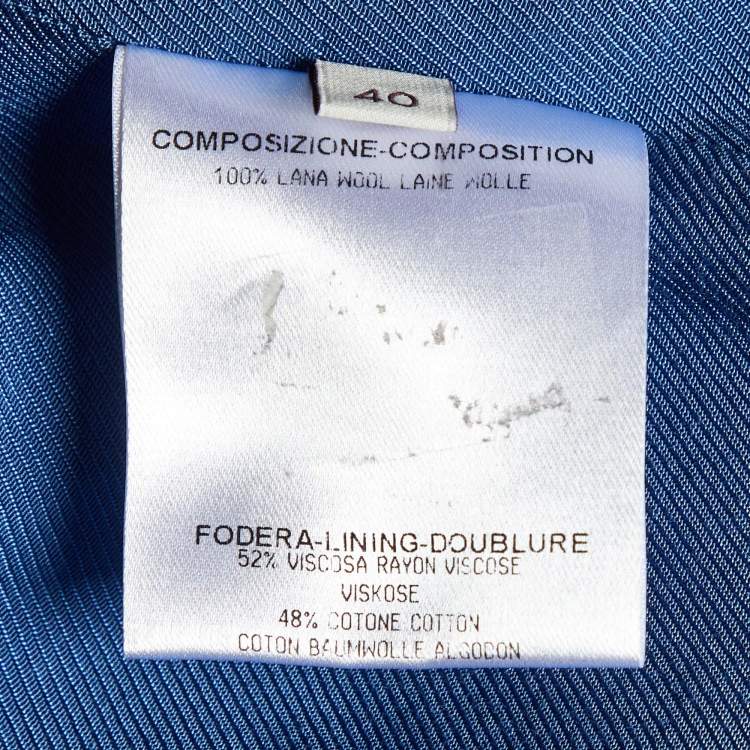 40
COMPOSIZIONE-COMPOSITION
100% LANA WOOL LAINE WOLLE
FODERA-LINING-DOUBLURE
52% VISCOSA RAYON VISCOSE
VISKOSE
48% COTONE COTTON
COTON BAUMWOLLE ALGODON